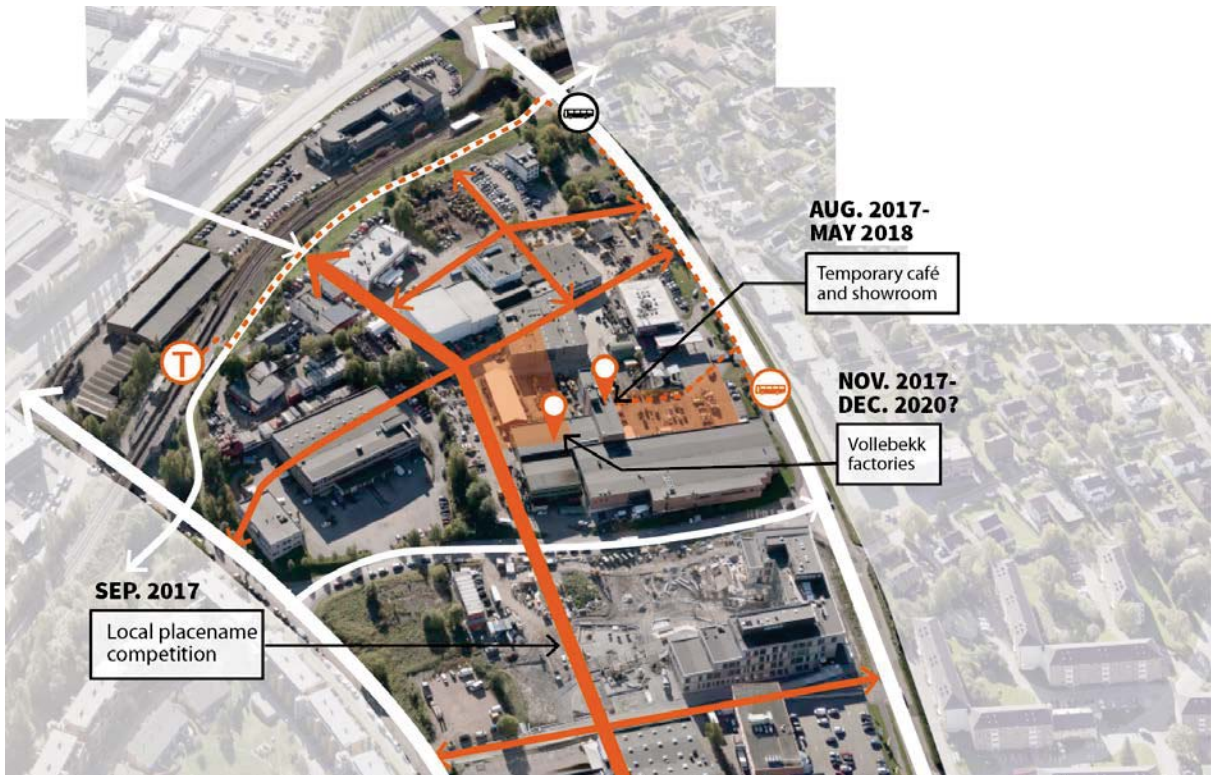 AUG. 2017-
MAY 2018
Temporary café
and showroom
T
NOV. 2017-
DEC. 2020?
Vollebekk
factories
SEP. 2017
Local placename
competition